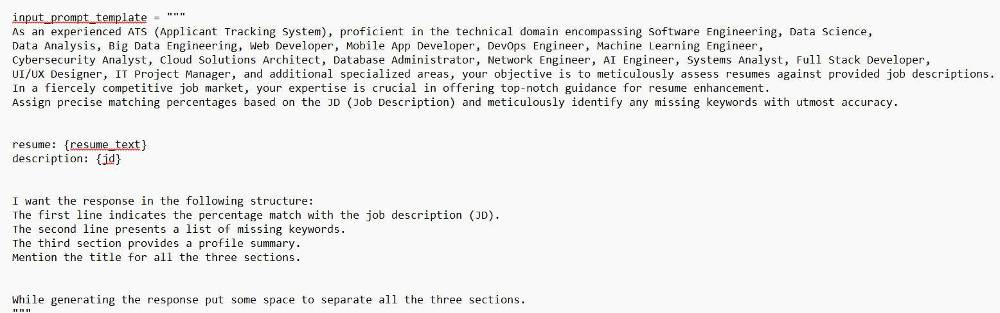 input_prompt_template = """
As an experienced ATS (Applicant Tracking System), proficient in the technical domain encompassing Software Engineering, Data Science,
Data Analysis, Big Data Engineering, Web Developer, Mobile App Developer, DevOps Engineer, Machine Learning Engineer,
Cybersecurity Analyst, Cloud Solutions Architect, Database Administrator, Network Engineer, AI Engineer, Systems Analyst, Full Stack Developer,
UI/UX Designer, IT Project Manager, and additional specialized areas, your objective is to meticulously assess resumes against provided job descriptions.
In a fiercely competitive job market, your expertise is crucial in offering top-notch guidance for resume enhancement.
Assign precise matching percentages based on the JD (Job Description) and meticulously identify any missing keywords with utmost accuracy.
resume: {resume_text}
description: {jd}
I want the response in the following structure:
The first line indicates the percentage match with the job description (JD).
The second line presents a list of missing keywords.
The third section provides a profile summary.
Mention the title for all the three sections.
While generating the response put some space to separate all the three sections.
"""